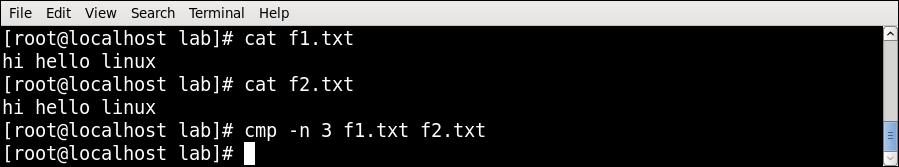 File Edit View Search Terminal Help
[root@localhost lab]# cat f1.txt
hi hello linux
[root@localhost lab]# cat f2.txt
hi hello linux
[root@localhost lab]# cmp -n 3 f1.txt f2.txt
[root@localhost lab]#